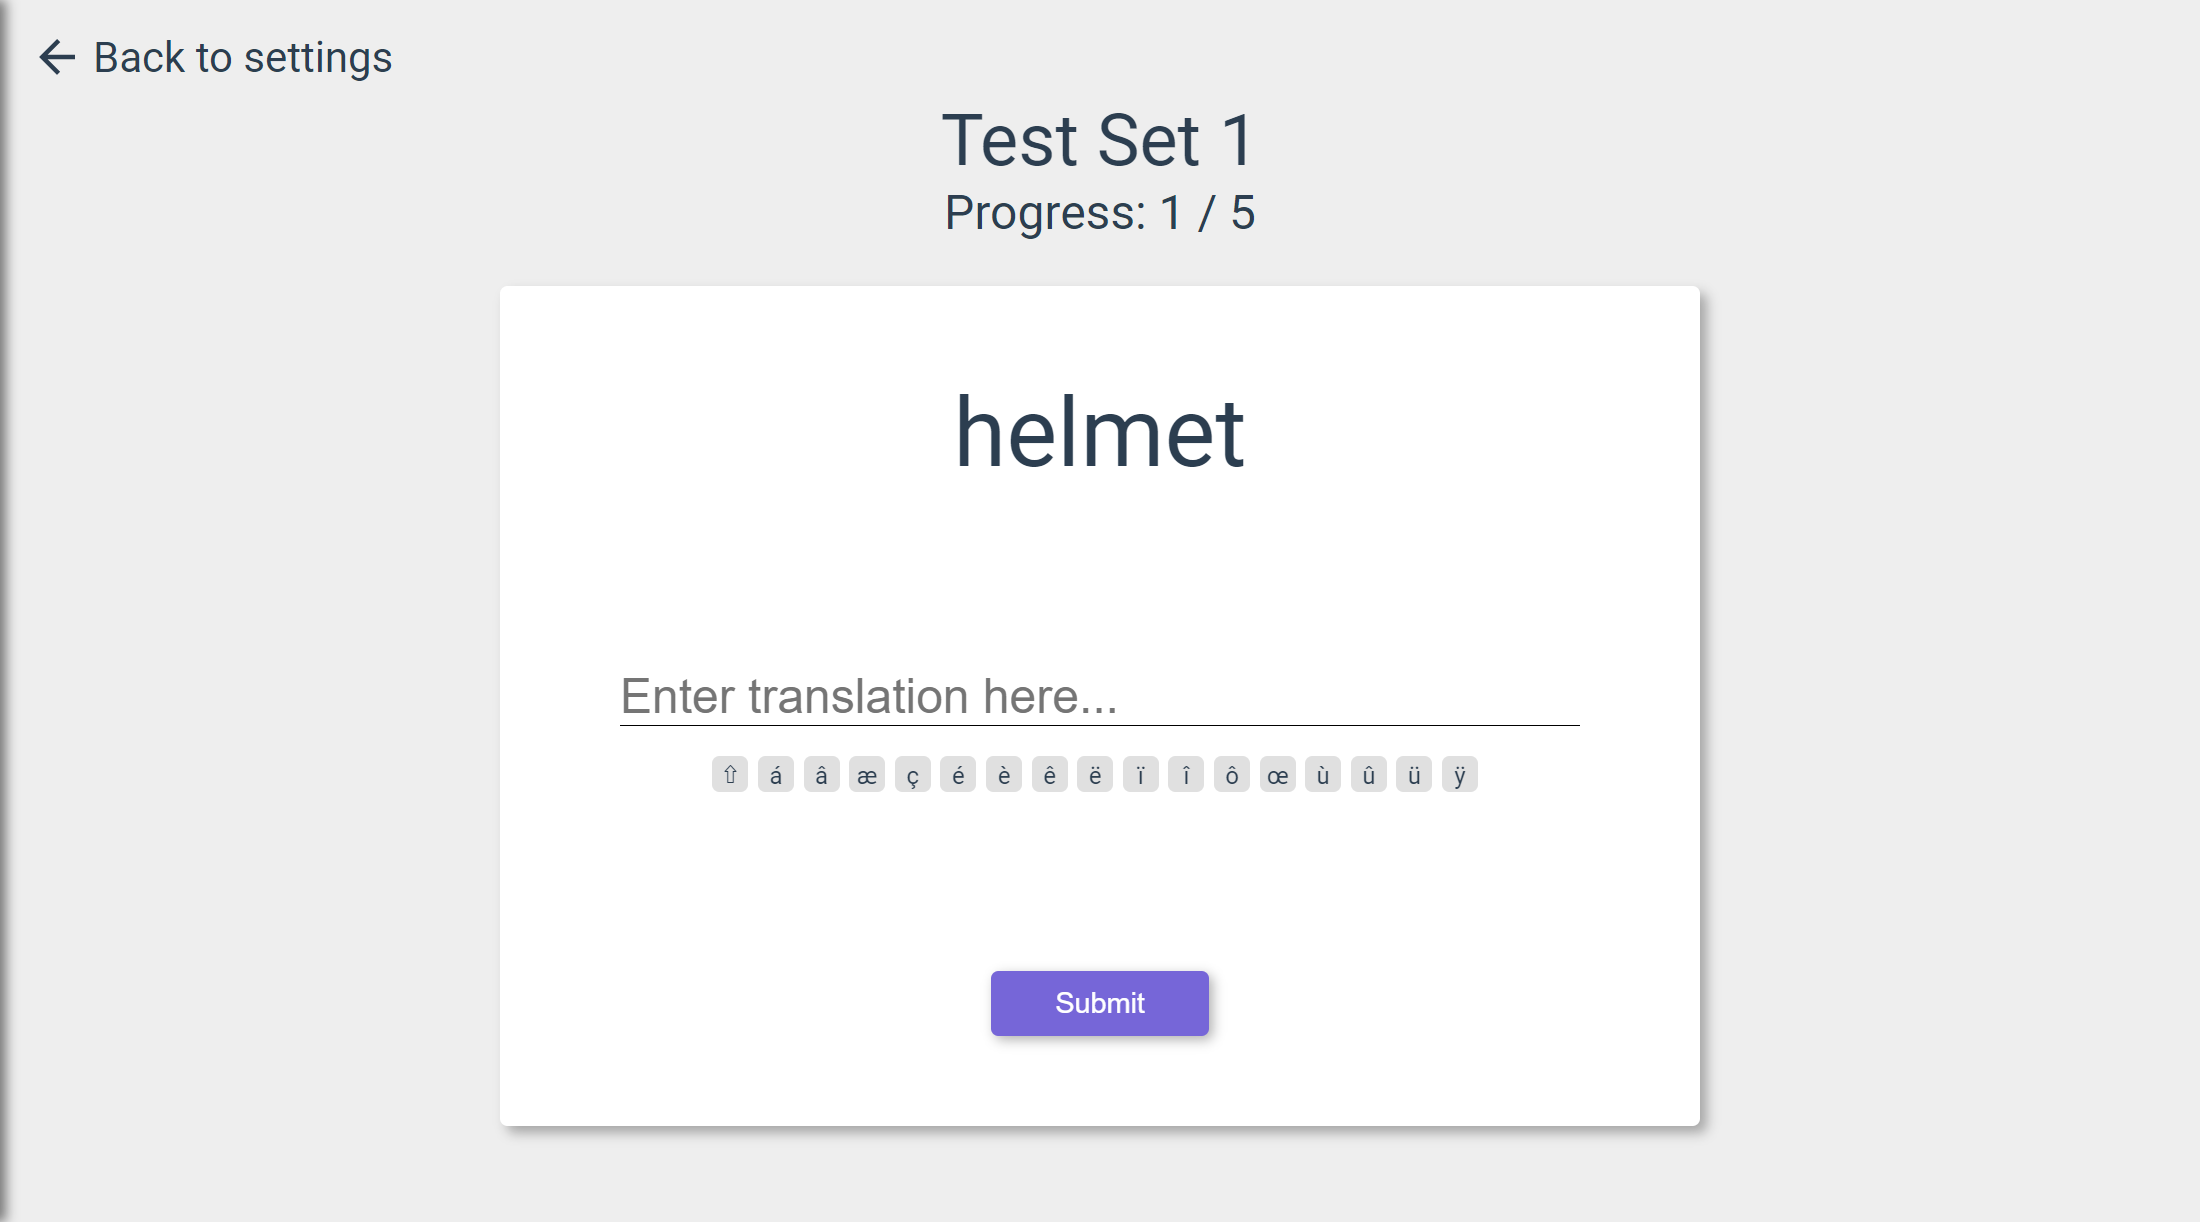 Back to settings
Test Set 1
Progress: 1 / 5
helmet
Enter translation here...
⇧ á â æ ç é è ê ë ï î ô œ ù û ü ÿ
Submit